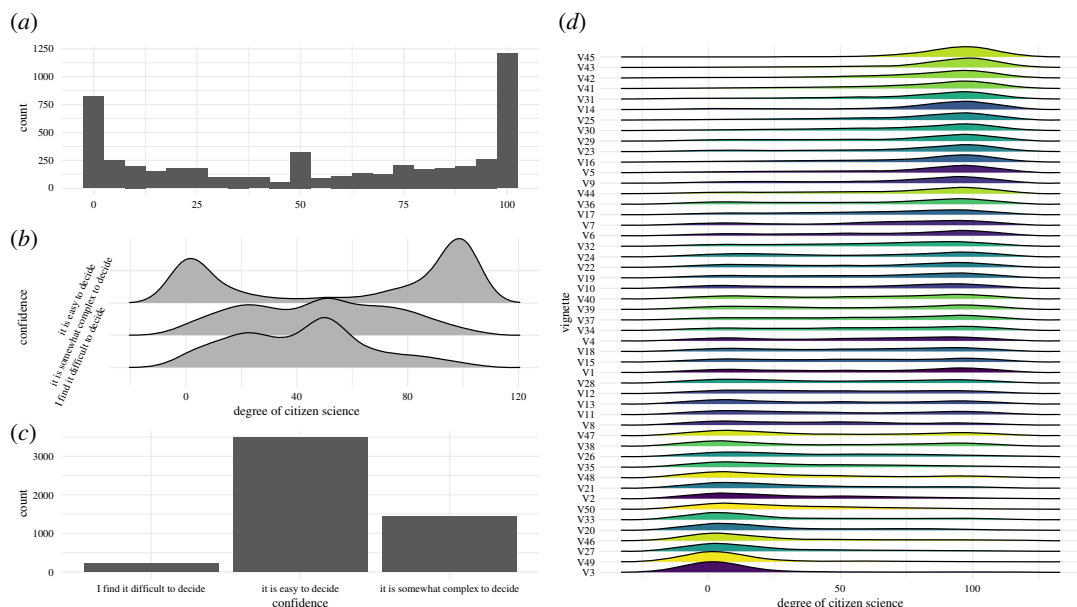 (a)
1250
1000
750
500
250
0
count
0 25 50 75 100
(b)
confidence
it is easy to decide
it is somewhat complex to decide
I find it difficult to decide
0 40 80 120
degree of citizen science
(c)
3000
2000
1000
0
count
I find it difficult to decide it is easy to decide it is somewhat complex to decide
confidence
(d)
vignette
V45
V43
V42
V41
V31
V14
V25
V30
V29
V23
V16
V5
V9
V44
V36
V17
V7
V6
V32
V24
V22
V19
V10
V40
V39
V37
V34
V4
V18
V15
V1
V28
V12
V13
V11
V8
V47
V38
V26
V35
V48
V21
V2
V50
V33
V20
V46
V27
V49
V3
0 50 100
degree of citizen science